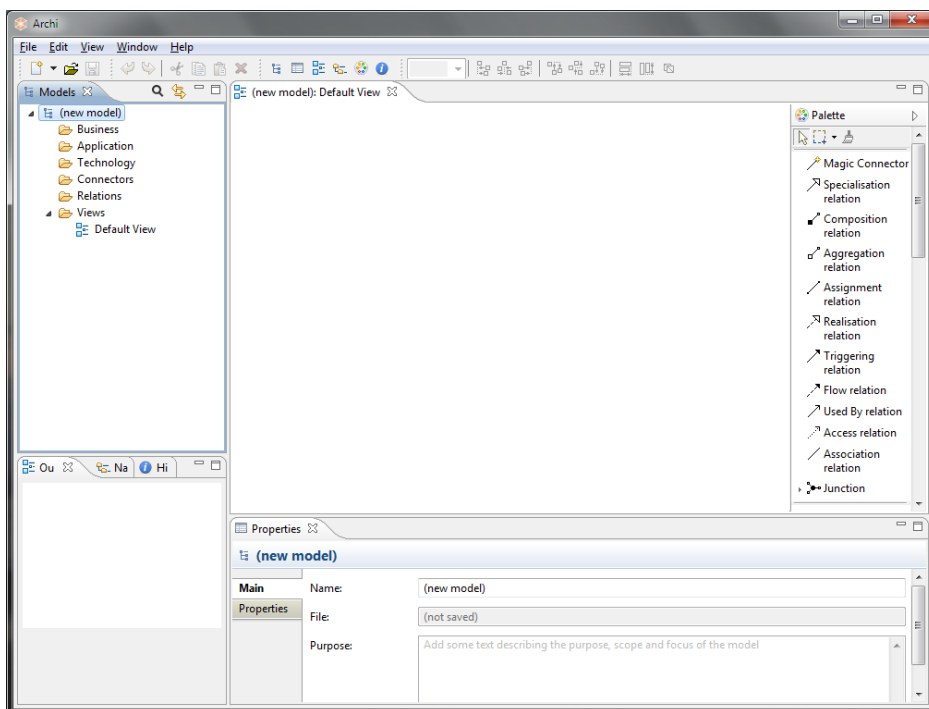 Archi
File Edit View Window Help
Models
(new model): Default View
(new model)
Business
Application
Technology
Connectors
Relations
Views
Default View
Palette
Magic Connector
Specialisation
relation
Composition
relation
Aggregation
relation
Assignment
relation
Realisation
relation
Triggering
relation
Flow relation
Used By relation
Access relation
Association
relation
Junction
Ou Na Hi
Properties
(new model)
Main
Properties
Name: (new model)
File: (not saved)
Purpose: Add some text describing the purpose, scope and focus of the model